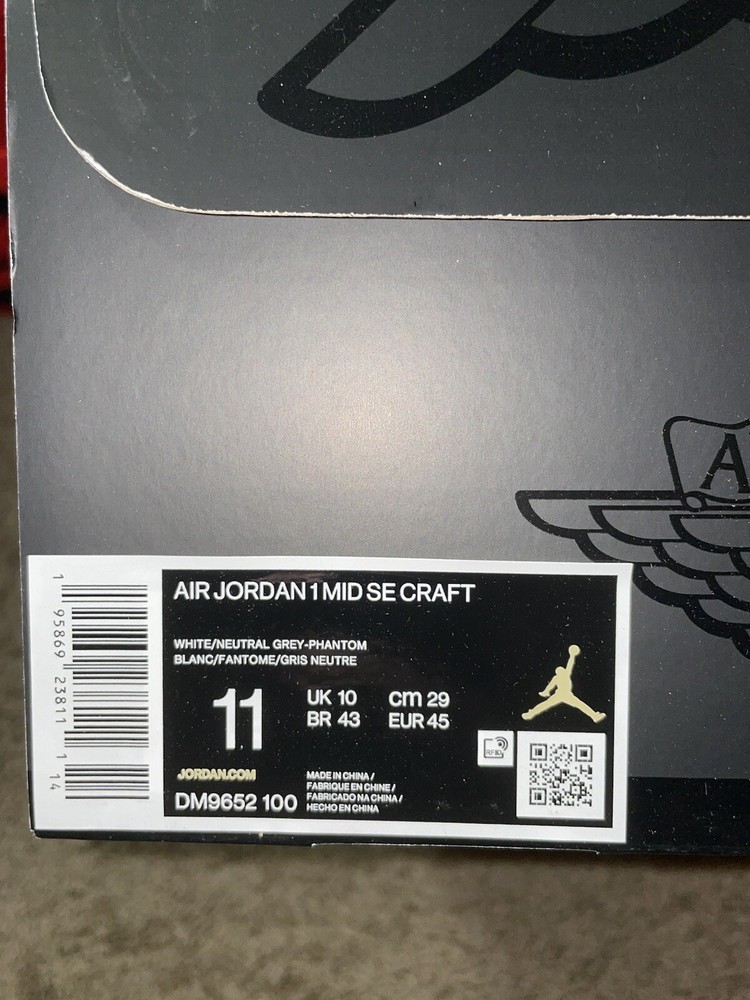 A
AIR JORDAN 1 MID SE CRAFT
WHITE/NEUTRAL GREY-PHANTOM
BLANC/FANTOME/GRIS NEUTRE
11
UK 10 cm 29
BR 43 EUR 45
RFID
JORDAN.COM
DM9652 100
MADE IN CHINA /
FABRIQUE EN CHINE /
FABRICADO NA CHINA /
HECHO EN CHINA
1 95869 23811 1 14